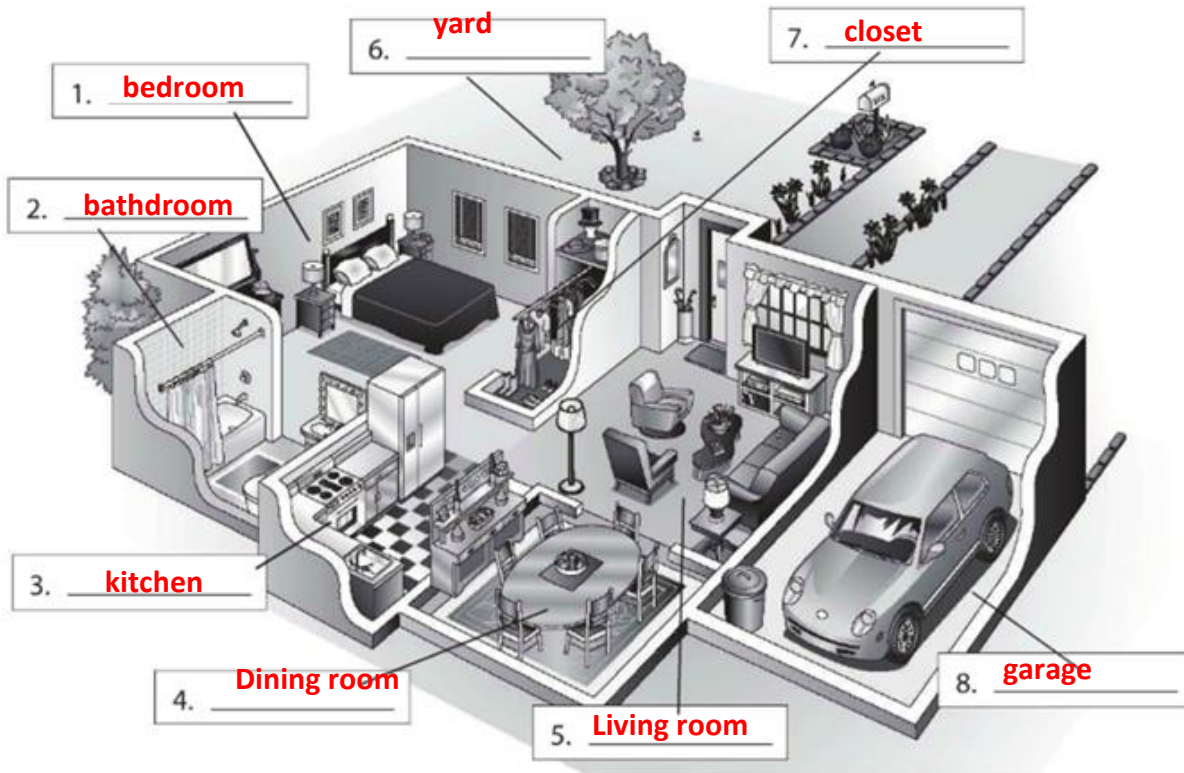 1. bedroom
2. bathdroom
3. kitchen
4. Dining room
5. Living room
6. yard
7. closet
8. garage